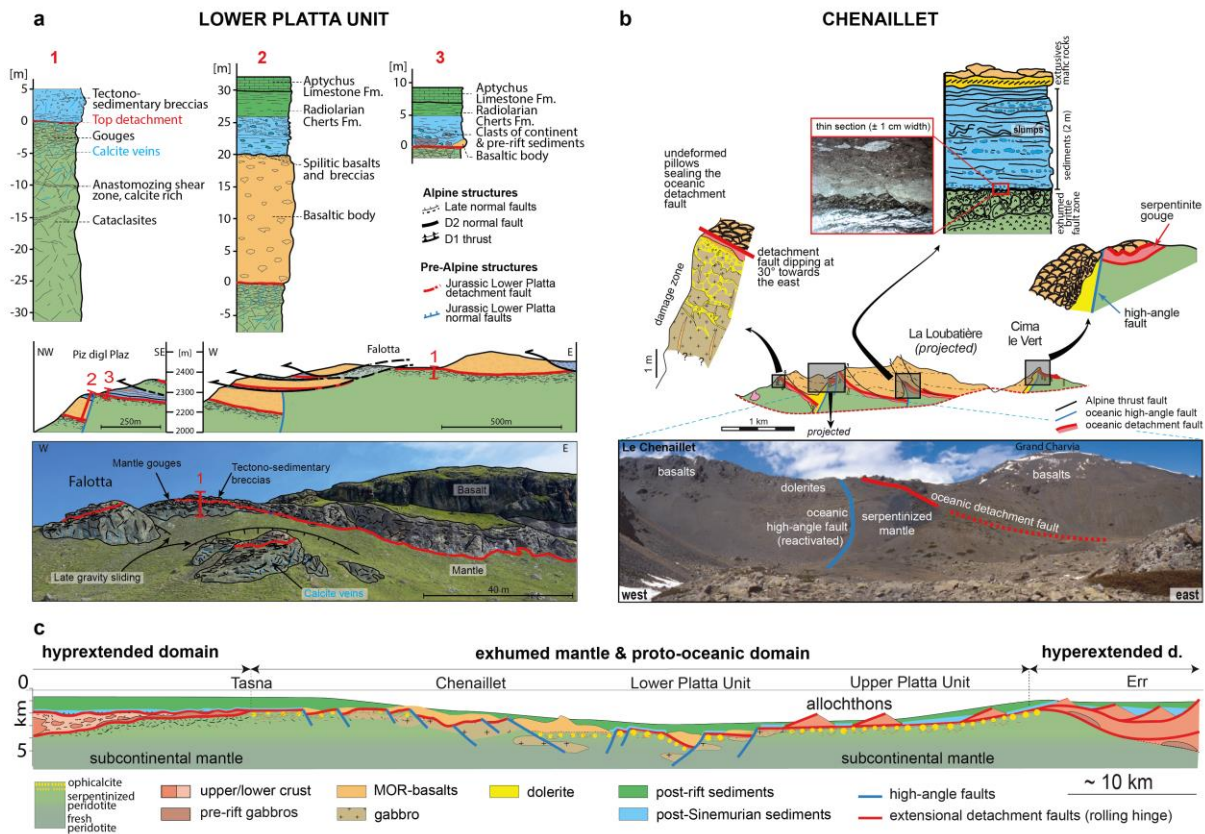 a
LOWER PLATTA UNIT
1
[m]
5
0
-5
-10
-15
-20
-25
-30
Tectono-
sedimentary breccias
Top detachment
Gouges
Calcite veins
Anastomozing shear
zone, calcite rich
Cataclasites
2
[m]
30
25
20
15
10
5
0
-5
Aptychus
Limestone Fm.
Radiolarian
Cherts Fm.
Spilitic basalts
and breccias
Basaltic body
3
[m]
10
0
Aptychus
Limestone Fm.
Radiolarian
Cherts Fm.
Clasts of continent
& pre-rift sediments
Basaltic body
Alpine structures
Late normal faults
D2 normal fault
D1 thrust
Pre-Alpine structures
Jurassic Lower Platta
detachment fault
Jurassic Lower Platta
normal faults
NW
Piz digl Plaz
SE
2
3
250m
[m]
2400
2300
2200
2100
2000
W
Falotta
1
E
500m
W
E
Falotta
Mantle gouges
1
Tectono-sedimentary
breccias
Basalt
Late gravity sliding
Calcite veins
Mantle
40 m
b
CHENAILLET
undeformed
pillows
sealing the
oceanic
detachment
fault
damage zone
1 m
? ?
detachment
fault dipping at
30° towards
the east
thin section (± 1 cm width)
extrusives
mafic rocks
sediments (2 m)
exhumed
brittle
fault zone
slumps
serpentinite
gouge
high-angle
fault
La Loubatière
(projected)
Cima
le Vert
1 km
projected
Alpine thrust fault
oceanic high-angle fault
oceanic detachment fault
Le Chenaillet
Grand Charvia
basalts
basalts
dolerites
oceanic
high-angle fault
(reactivated)
serpentinized
mantle
oceanic detachment fault
west
east
c
hyprextended domain
exhumed mantle & proto-oceanic domain
hyperextended d.
0
km
5
Tasna
Chenaillet
Lower Platta Unit
Upper Platta Unit
Err
allochthons
subcontinental mantle
subcontinental mantle
~ 10 km
ophicalcite
serpentinized
peridotite
fresh
peridotite
upper/lower crust
pre-rift gabbros
MOR-basalts
gabbro
dolerite
post-rift sediments
post-Sinemurian sediments
high-angle faults
extensional detachment faults (rolling hinge)